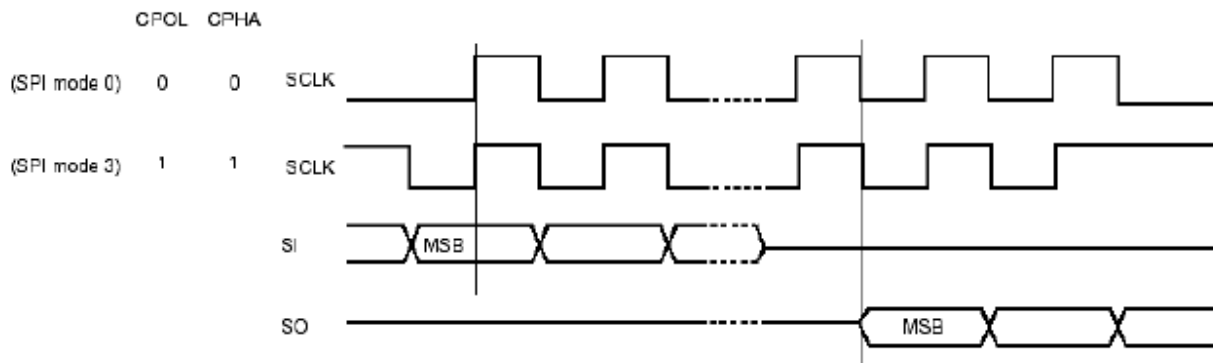 CPOL CPHA
(SPI mode 0) 0 0 SCLK
(SPI mode 3) 1 1 SCLK
SI MSB
SO MSB